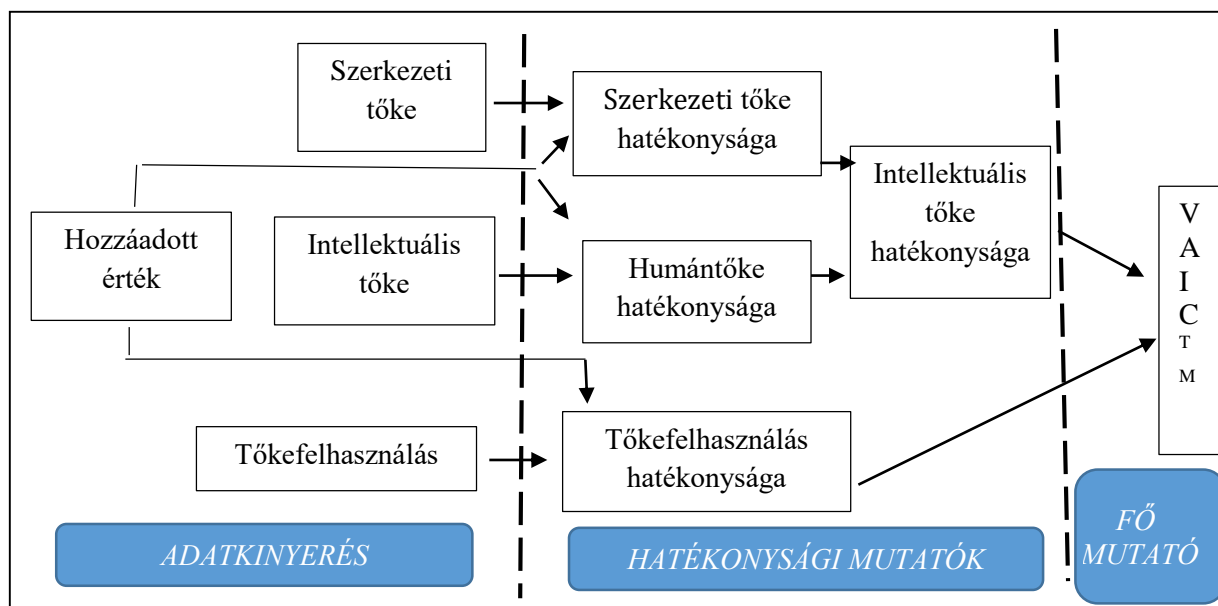 Szerkezeti
tőke
Szerkezeti tőke
hatékonysága
Intellektuális
tőke
hatékonysága
Hozzáadott
érték
Intellektuális
tőke
Humántőke
hatékonysága
V
A
I
C
T
M
Tőkefelhasználás
Tőkefelhasználás
hatékonysága
ADATKINYERÉS
HATÉKONYSÁGI MUTATÓK
FŐ
MUTATÓ